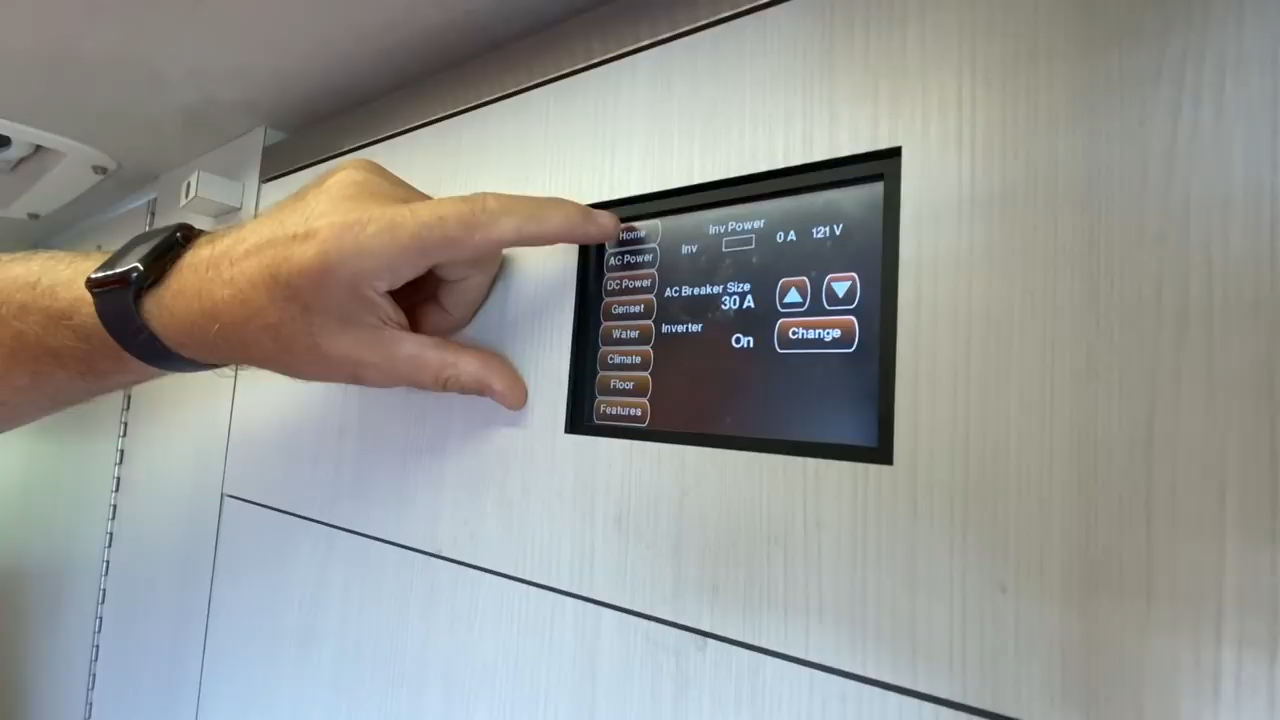 Home
AC Power
DC Power
Genset
Water
Climate
Floor
Features
Inv Power
Inv 0 A 121 V
AC Breaker Size
30 A
Inverter
On
Change